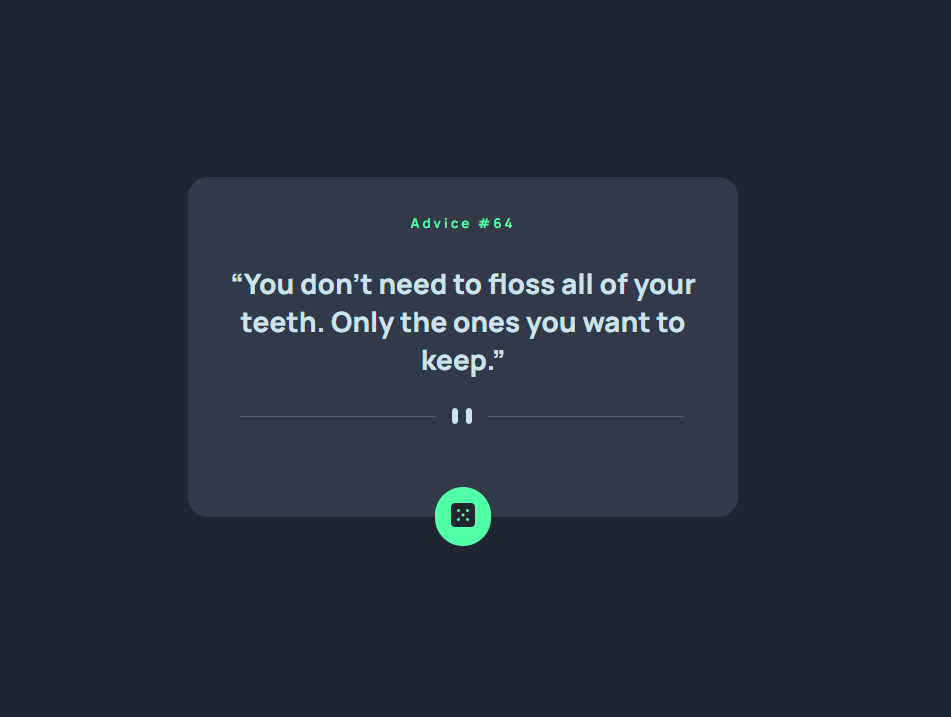 Advice #64
“You don’t need to floss all of your
teeth. Only the ones you want to
keep.”